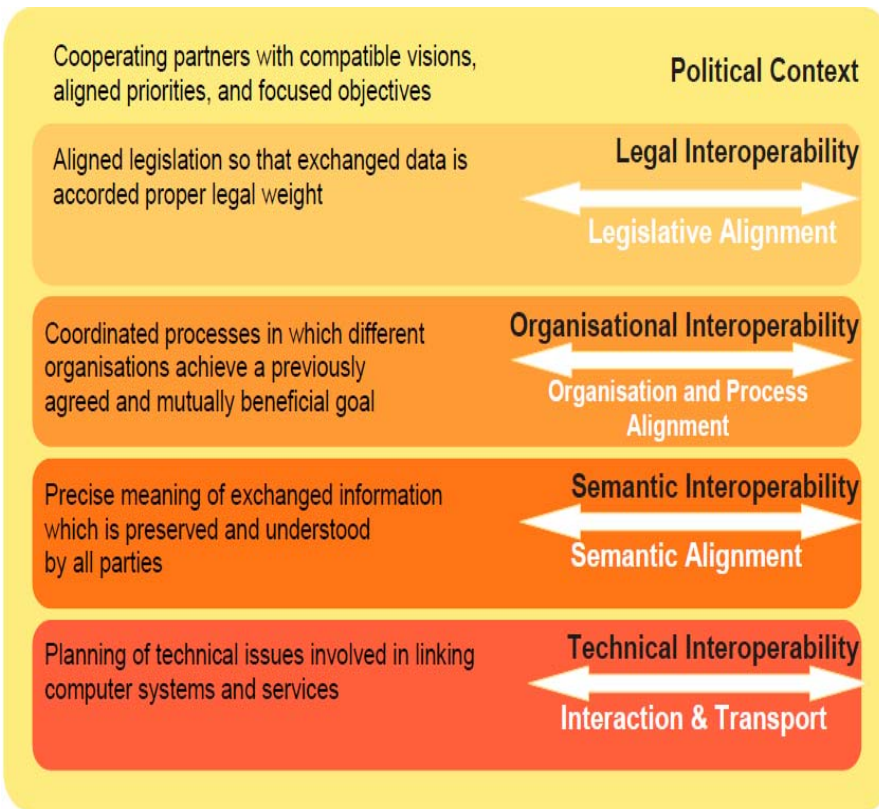 Cooperating partners with compatible visions,
aligned priorities, and focused objectives
Political Context
Aligned legislation so that exchanged data is
accorded proper legal weight
Legal Interoperability
Legislative Alignment
Coordinated processes in which different
organisations achieve a previously
agreed and mutually beneficial goal
Organisational Interoperability
Organisation and Process
Alignment
Precise meaning of exchanged information
which is preserved and understood
by all parties
Semantic Interoperability
Semantic Alignment
Planning of technical issues involved in linking
computer systems and services
Technical Interoperability
Interaction & Transport